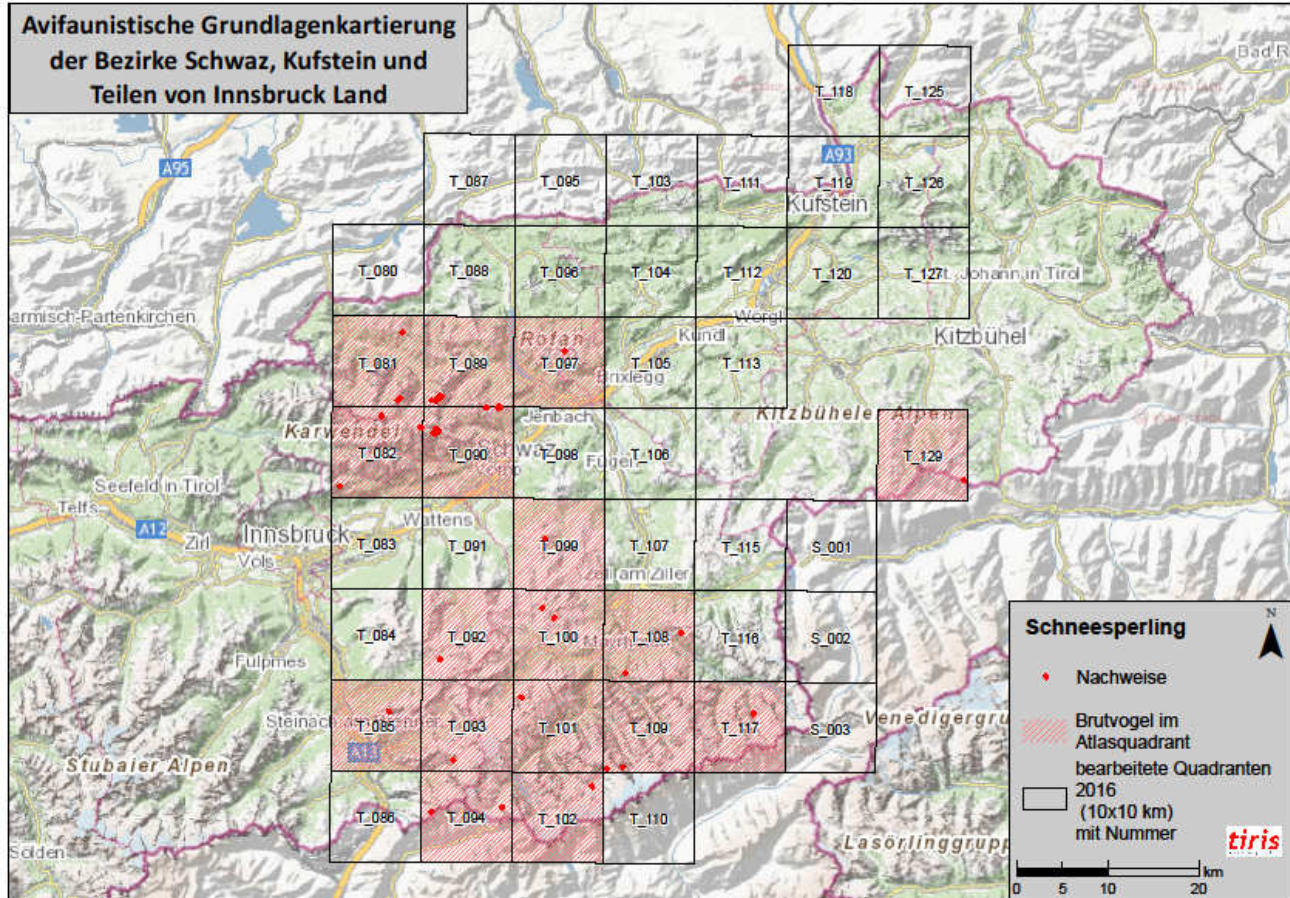 Avifaunistische Grundlagenkartierung
der Bezirke Schwaz, Kufstein und
Teilen von Innsbruck Land
T_118
T_125
A95
A93
T_087
T_095
T_103
T_111
T_119
T_126
Kufstein
T_080
T_088
T_096
T_104
T_112
T_120
T_127
Johann in Tirol
armisch-Partenkirchen
Wörgl
Kundl
Kitzbühel
Rofan
T_081
T_089
T_097
T_105
T_113
Brixlegg
Jenbach
Karwendel
Kitzbühele Alpen
T_082
T_090
T_098
T_106
T_129
Fügen
Seefeld in Tirol
Telfs
A12
Zirl
Innsbruck
Völs
Wattens
T_083
T_091
T_099
T_107
T_115
S_001
Zell am Ziller
T_084
T_092
T_100
T_108
T_116
S_002
Fulpmes
T_085
T_093
T_101
T_109
T_117
S_003
A13
Venedigergru
Stubaier Alpen
T_086
T_094
T_102
T_110
Sölden
Lasörlinggrupp
Schneesperling
N
Nachweise
Brutvogel im
Atlasquadrant
bearbeitete Quadranten
2016
(10x10 km)
mit Nummer
tiris
km
0 5 10 20